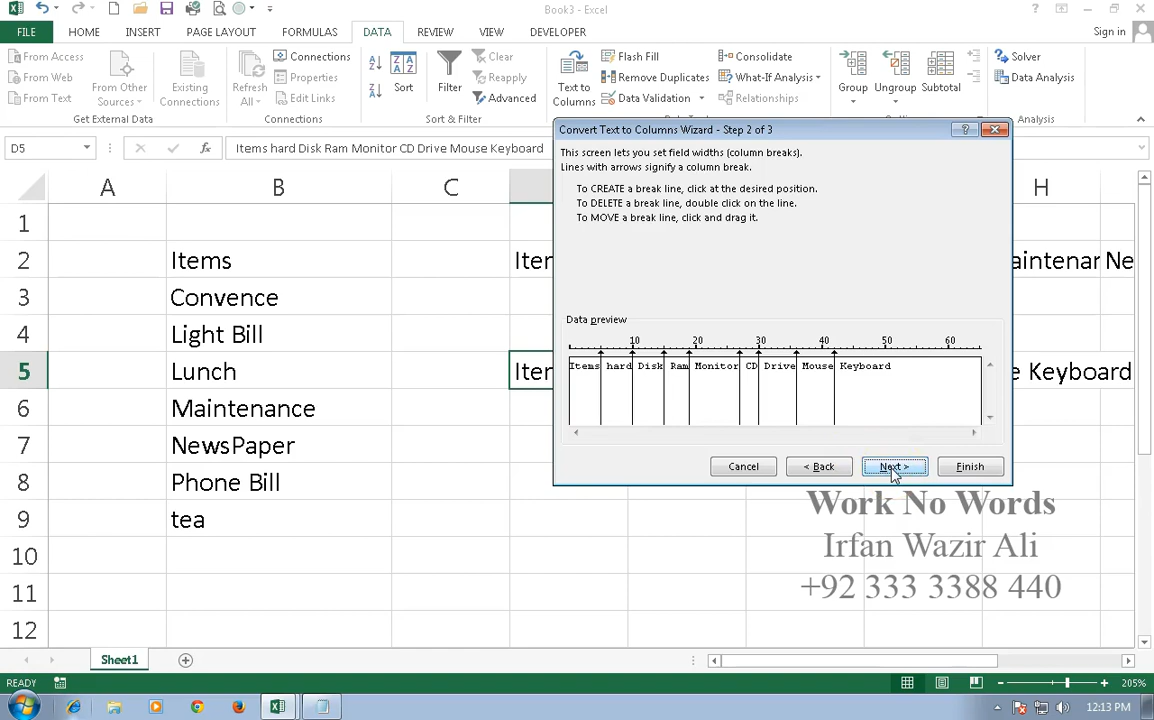 Book3 - Excel
FILE HOME INSERT PAGE LAYOUT FORMULAS DATA REVIEW VIEW DEVELOPER Sign in
From Access
From Web
From Text
From Other Sources
Existing Connections
Get External Data
Refresh All
Connections
Properties
Edit Links
Connections
Sort
Filter
Clear
Reapply
Advanced
Sort & Filter
Text to Columns
Flash Fill
Remove Duplicates
Data Validation
Consolidate
What-If Analysis
Relationships
Group
Ungroup
Subtotal
Solver
Data Analysis
D5
Items hard Disk Ram Monitor CD Drive Mouse Keyboard
A B C H
1
2 Items Iter aintenar Ne
3 Convence
4 Light Bill
5 Lunch Iter e Keyboard
6 Maintenance
7 NewsPaper
8 Phone Bill
9 tea
10
11
12
Convert Text to Columns Wizard - Step 2 of 3
This screen lets you set field widths (column breaks).
Lines with arrows signify a column break.
To CREATE a break line, click at the desired position.
To DELETE a break line, double click on the line.
To MOVE a break line, click and drag it.
Data preview
10 20 30 40 50 60
Items hard Disk Ram Monitor CD Drive Mouse Keyboard
Cancel < Back Next > Finish
Work No Words
Irfan Wazir Ali
+92 333 3388 440
Sheet1
READY 205%
12:13 PM